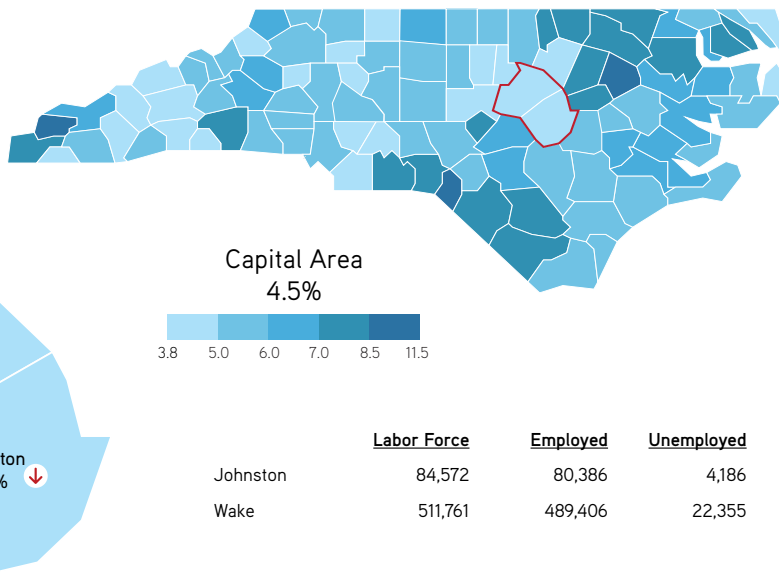 Capital Area
4.5%
3.8 5.0 6.0 7.0 8.5 11.5
ton
%
Labor Force Employed Unemployed
Johnston 84,572 80,386 4,186
Wake 511,761 489,406 22,355